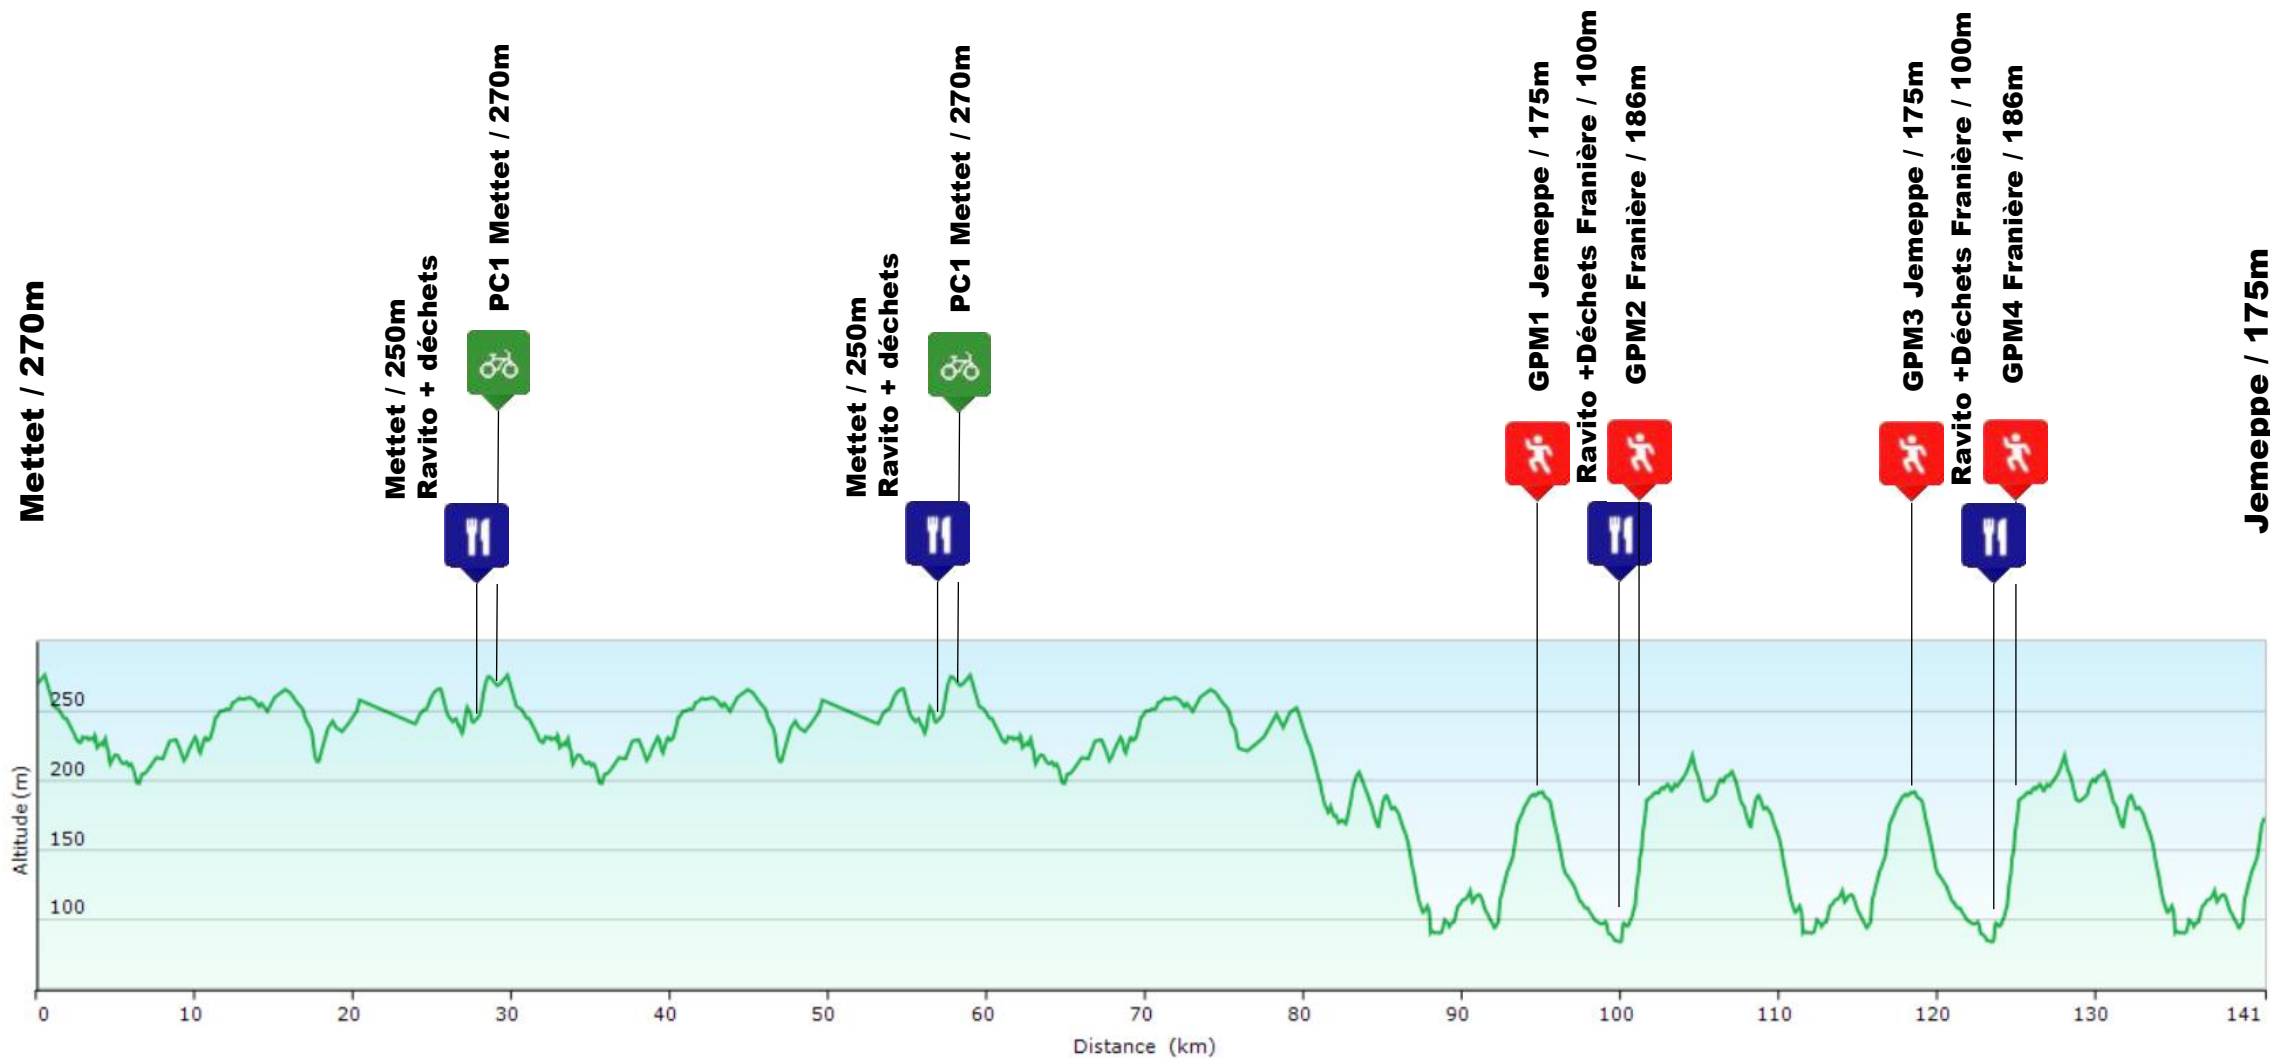 Mettet / 270m
Mettet / 250m
Ravito + déchets
PC1 Mettet / 270m
Mettet / 250m
Ravito + déchets
PC1 Mettet / 270m
GPM1 Jemeppe / 175m
Ravito +Déchets Franière / 100m
GPM2 Franière / 186m
GPM3 Jemeppe / 175m
Ravito +Déchets Franière / 100m
GPM4 Franière / 186m
Jemeppe / 175m
Altitude (m)
250
200
150
100
0 10 20 30 40 50 60 70 80 90 100 110 120 130 141
Distance (km)